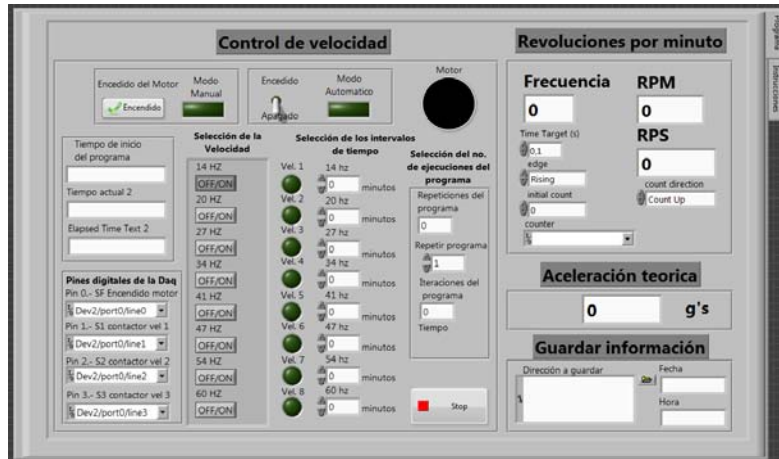 Control de velocidad
Encedido del Motor
Encendido
Modo
Manual
Encedido
Apagado
Modo
Automatico
Motor
Tiempo de inicio
del programa
Tiempo actual 2
Elapsed Time Text 2
Pines digitales de la Daq
Pin 0.- SF Encendido motor
Dev2/port0/line0
Pin 1.- S1 contactor vel 1
Dev2/port0/line1
Pin 2.- S2 contactor vel 2
Dev2/port0/line2
Pin 3.- S3 contactor vel 3
Dev2/port0/line3
Selección de la
Velocidad
14 HZ
OFF/ON
20 HZ
OFF/ON
27 HZ
OFF/ON
34 HZ
OFF/ON
41 HZ
OFF/ON
47 HZ
OFF/ON
54 HZ
OFF/ON
60 HZ
OFF/ON
Selección de los intervalos
de tiempo
Vel. 1 14 hz
0 minutos
Vel. 2 20 hz
0 minutos
Vel. 3 27 hz
0 minutos
Vel. 4 34 hz
0 minutos
Vel. 5 41 hz
0 minutos
Vel. 6 47 hz
0 minutos
Vel. 7 54 hz
0 minutos
Vel. 8 60 hz
0 minutos
Selección del no.
de ejecuciones del
programa
Repeticiones del
programa
0
Repetir programa
1
Iteraciones del
programa
0
Tiempo
Stop
Revoluciones por minuto
Frecuencia
0
Time Target (s)
0,1
edge
Rising
initial count
0
counter
RPM
0
RPS
0
count direction
Count Up
Aceleración teorica
0 g's
Guardar información
Dirección a guardar
Fecha
Hora
Programa
Instrucciones